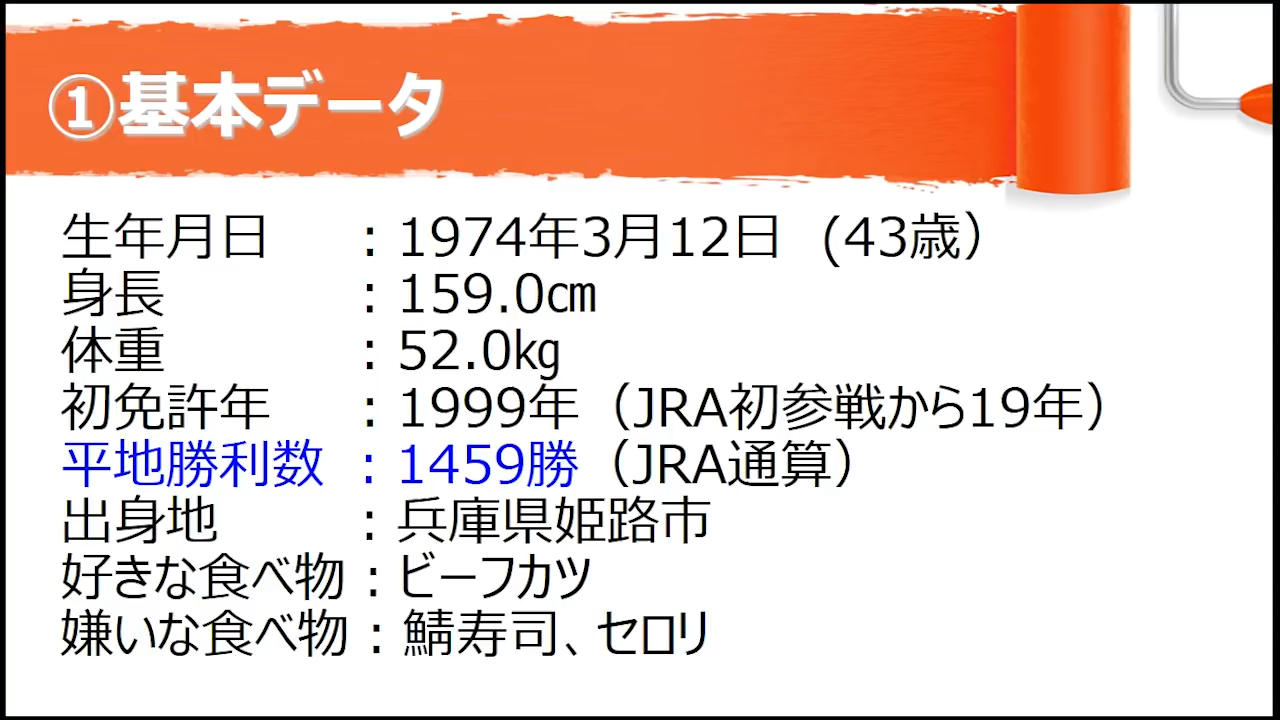 ①基本データ
生年月日 ：1974年3月12日 (43歳）
身長 ：159.0㎝
体重 ：52.0㎏
初免許年 ：1999年（JRA初参戦から19年）
平地勝利数 ：1459勝（JRA通算）
出身地 ：兵庫県姫路市
好きな食べ物：ビーフカツ
嫌いな食べ物：鯖寿司、セロリ